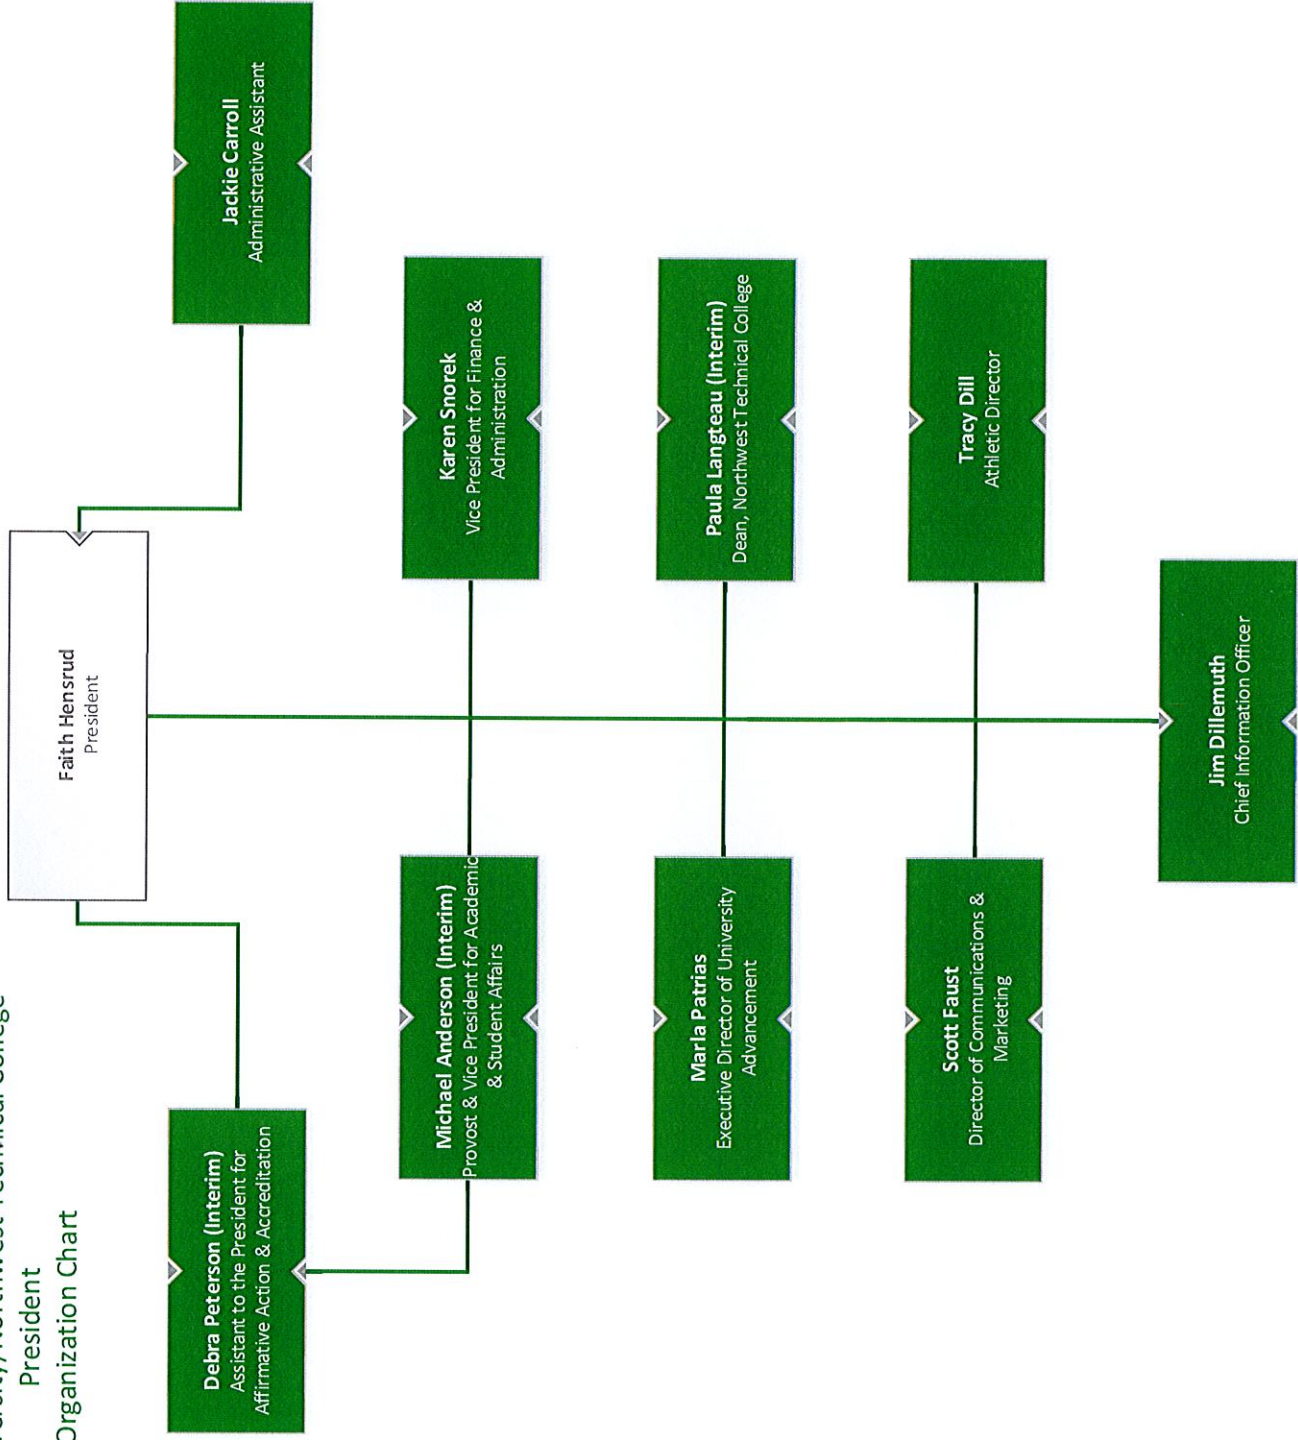 Northwest Technical College
President
Organization Chart
Faith Hensrud
President
Debra Peterson (Interim)
Assistant to the President for
Affirmative Action & Accreditation
Jackie Carroll
Administrative Assistant
Michael Anderson (Interim)
Provost & Vice President for Academic
& Student Affairs
Karen Snorek
Vice President for Finance &
Administration
Marla Patrias
Executive Director of University
Advancement
Paula Langteau (Interim)
Dean, Northwest Technical College
Scott Faust
Director of Communications &
Marketing
Tracy Dill
Athletic Director
Jim Dillemuth
Chief Information Officer